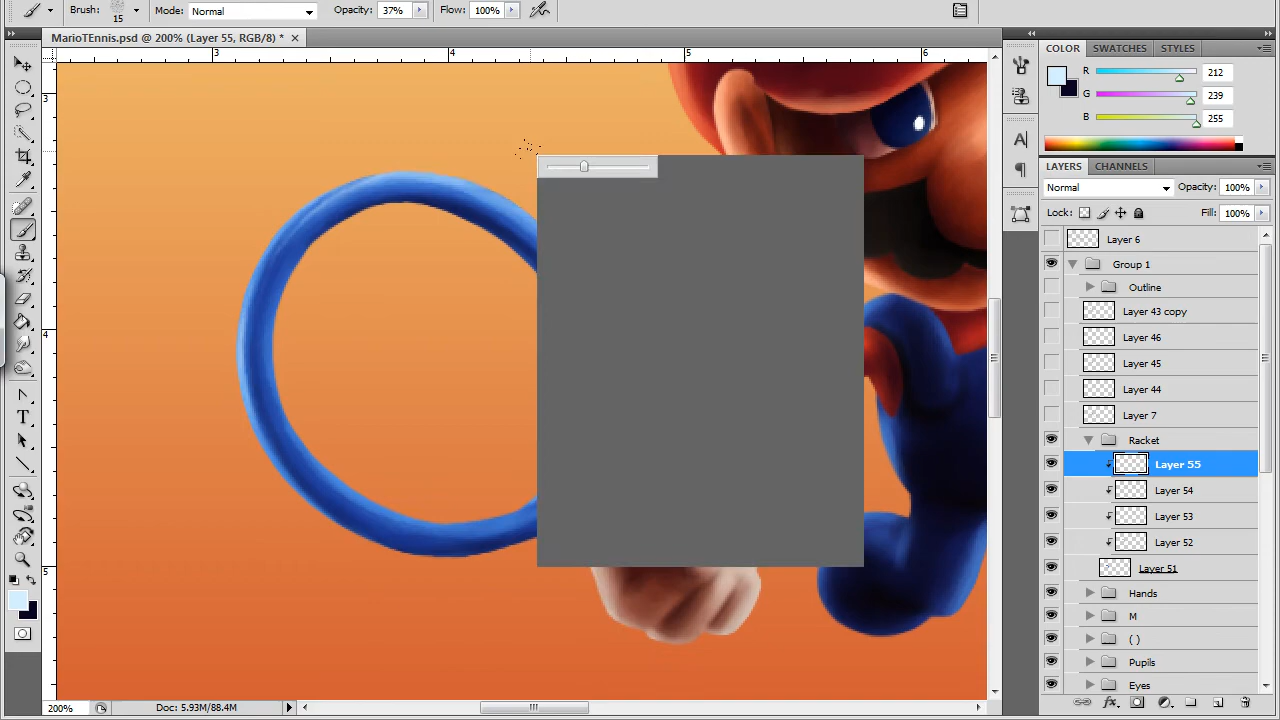 Brush: 15 Mode: Normal Opacity: 37% Flow: 100%
MarioTEnnis.psd @ 200% (Layer 55, RGB/8) * ×
3 4 5 6
3
4
5
COLOR SWATCHES STYLES
R 212
G 239
B 255
LAYERS CHANNELS
Normal Opacity: 100%
Lock: Fill: 100%
Layer 6
Group 1
Outline
Layer 43 copy
Layer 46
Layer 45
Layer 44
Layer 7
Racket
Layer 55
Layer 54
Layer 53
Layer 52
Layer 51
Hands
M
( )
Pupils
Eyes
200% Doc: 5.93M/88.4M